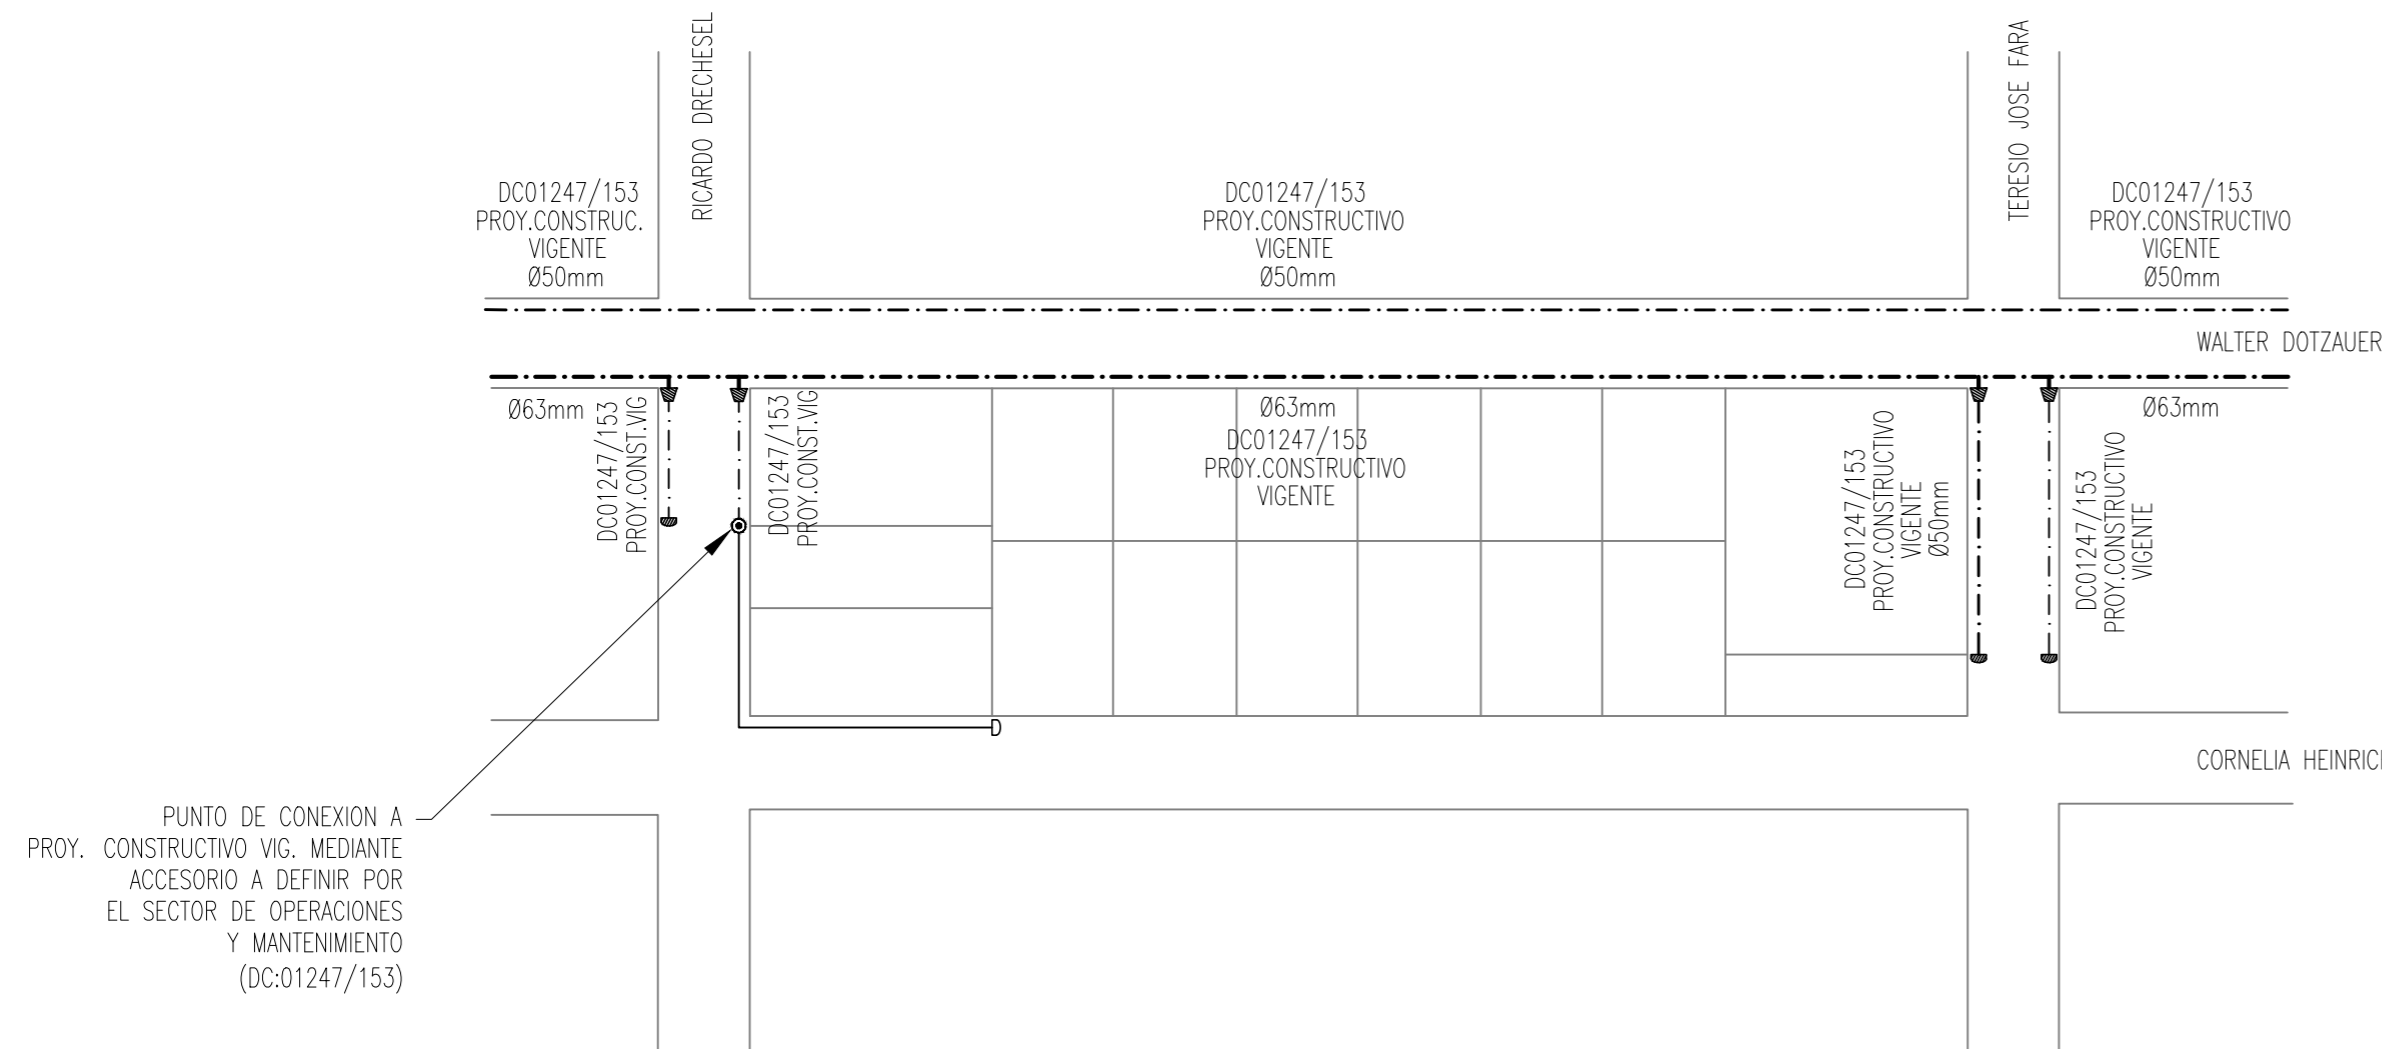 RICARDO DRECHESEL
TERESIO JOSE FARA
DC01247/153
PROY.CONSTRUC.
VIGENTE
Ø50mm
DC01247/153
PROY.CONSTRUCTIVO
VIGENTE
Ø50mm
DC01247/153
PROY.CONSTRUCTIVO
VIGENTE
Ø50mm
WALTER DOTZAUER
Ø63mm
DC01247/153
PROY.CONST.VIG
DC01247/153
PROY.CONST.VIG
Ø63mm
DC01247/153
PROY.CONSTRUCTIVO
VIGENTE
DC01247/153
PROY.CONSTRUCTIVO
VIGENTE
Ø50mm
Ø63mm
DC01247/153
PROY.CONSTRUCTIVO
VIGENTE
CORNELIA HEINRICH
PUNTO DE CONEXION A
PROY. CONSTRUCTIVO VIG. MEDIANTE
ACCESORIO A DEFINIR POR
EL SECTOR DE OPERACIONES
Y MANTENIMIENTO
(DC:01247/153)